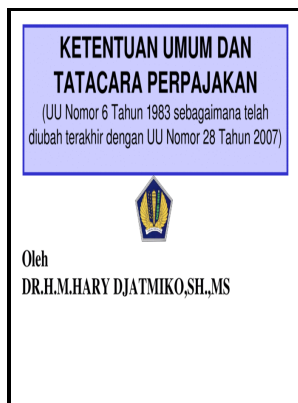 KETENTUAN UMUM DAN
TATACARA PERPAJAKAN
(UU Nomor 6 Tahun 1983 sebagaimana telah
diubah terakhir dengan UU Nomor 28 Tahun 2007)
Oleh
DR.H.M.HARY DJATMIKO,SH.,MS